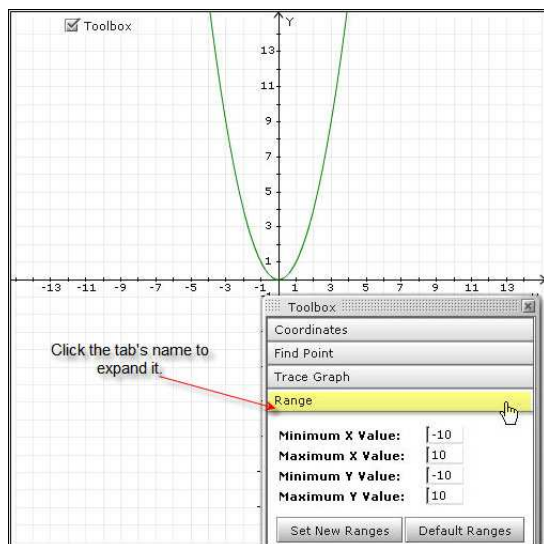 Toolbox
Y
13
11
9
7
5
3
1
-13 -11 -9 -7 -5 -3 -1 1 3 5 7 9 11 13
Toolbox
Coordinates
Find Point
Trace Graph
Range
Click the tab's name to
expand it.
Minimum X Value: -10
Maximum X Value: 10
Minimum Y Value: -10
Maximum Y Value: 10
Set New Ranges Default Ranges